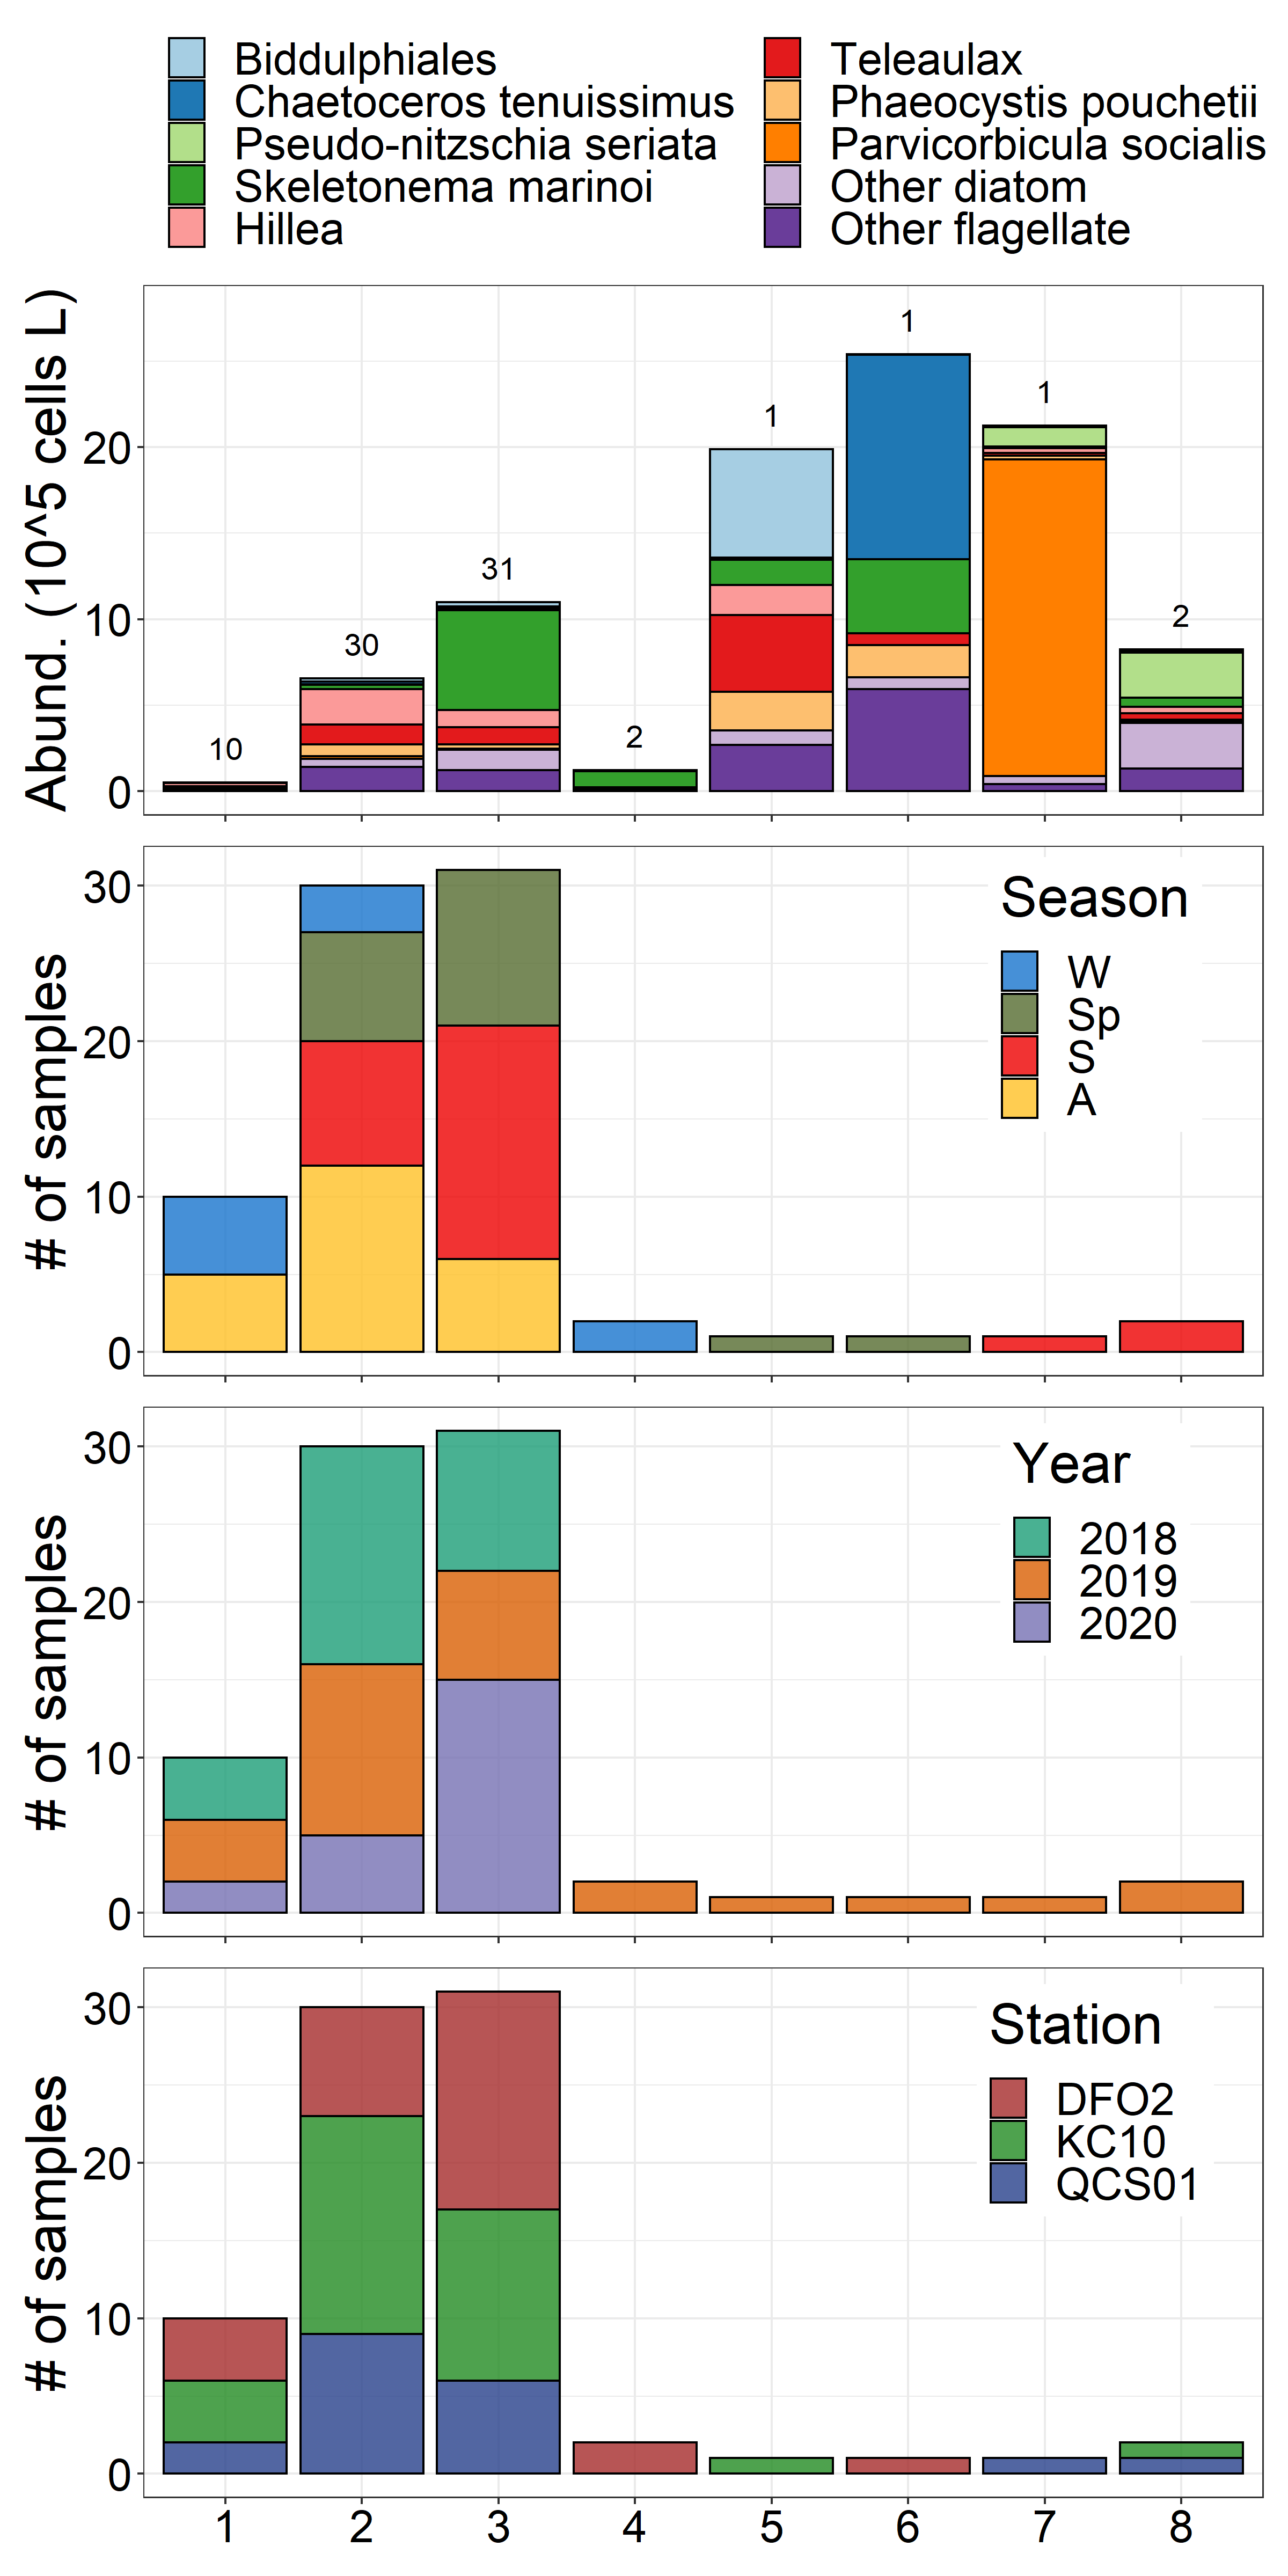 Biddulphiales
Chaetoceros tenuissimus
Pseudo-nitzschia seriata
Skeletonema marinoi
Hillea
Teleaulax
Phaeocystis pouchetii
Parvicorbicula socialis
Other diatom
Other flagellate
Abund. (10^5 cells L)
20
10
0
10
30
31
2
1
1
1
2
# of samples
30
20
10
0
Season
W
Sp
S
A
# of samples
30
20
10
0
Year
2018
2019
2020
# of samples
30
20
10
0
Station
DFO2
KC10
QCS01
1 2 3 4 5 6 7 8